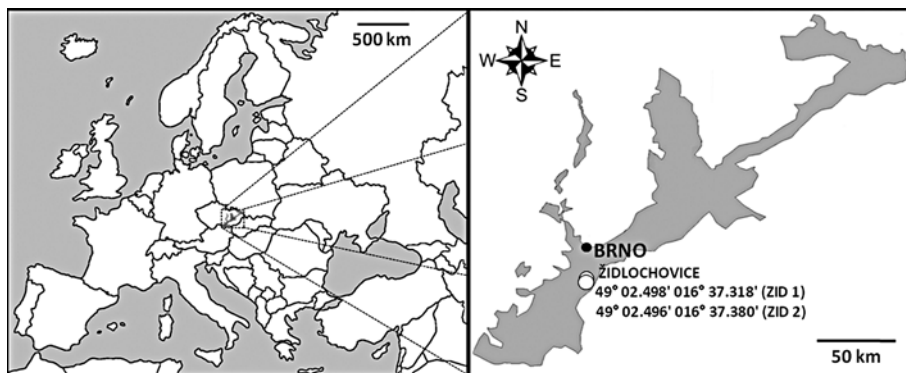 500 km
N
W E
S
BRNO
ŽIDLOCHOVICE
49° 02.498' 016° 37.318' (ZID 1)
49° 02.496' 016° 37.380' (ZID 2)
50 km